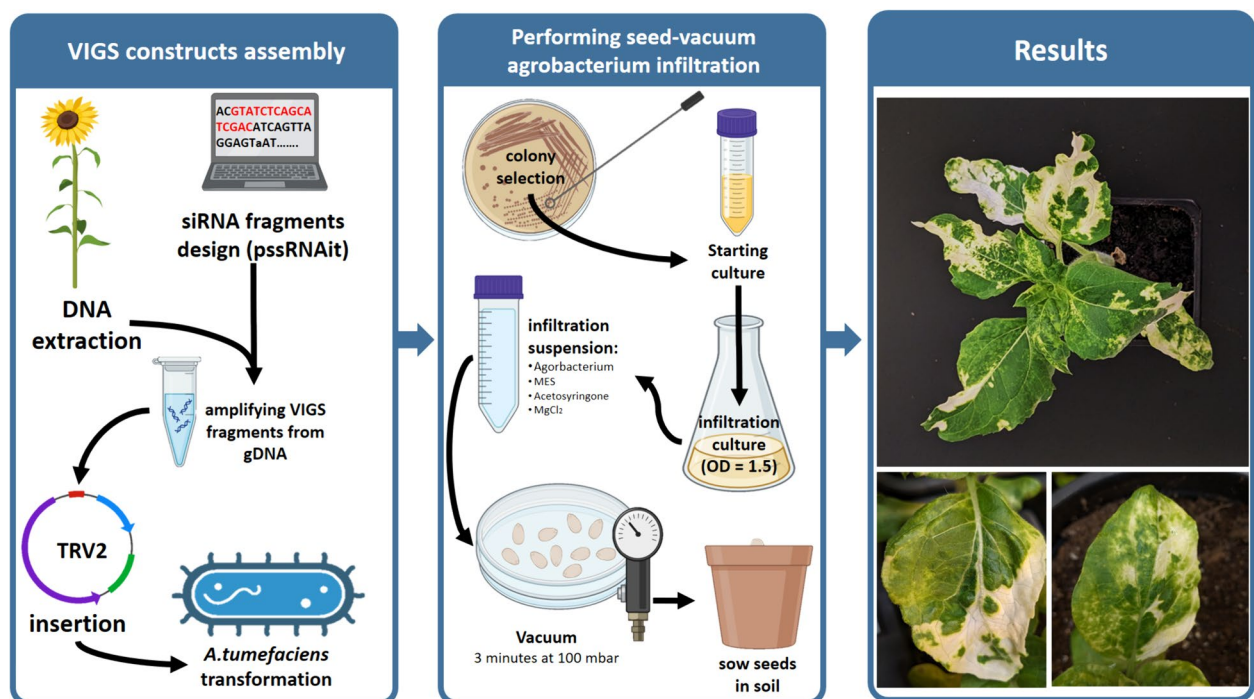 VIGS constructs assembly
ACGTATCTCAGCA
TCGACATCAGTTA
GGAGTaAT.......
siRNA fragments
design (pssRNAit)
DNA
extraction
amplifying VIGS
fragments from
gDNA
TRV2
insertion
A.tumefaciens
transformation
Performing seed-vacuum
agrobacterium infiltration
colony
selection
Starting
culture
infiltration
suspension:
• Agorbacterium
• MES
• Acetosyringone
• MgCl₂
infiltration
culture
(OD = 1.5)
Vacuum
3 minutes at 100 mbar
sow seeds
in soil
Results